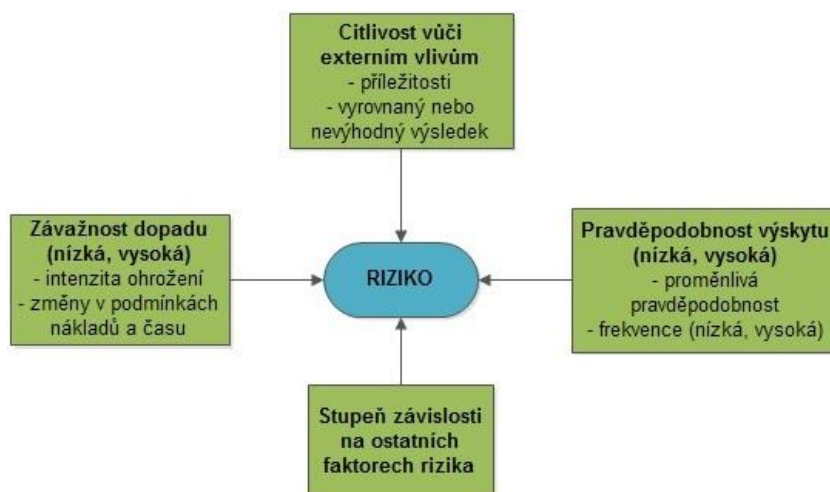 Citlivost vůči
externím vlivům
- příležitosti
- vyrovnaný nebo
nevýhodný výsledek
Závažnost dopadu
(nízká, vysoká)
- intenzita ohrožení
- změny v podmínkách
nákladů a času
RIZIKO
Pravděpodobnost výskytu
(nízká, vysoká)
- proměnlivá
pravděpodobnost
- frekvence (nízká, vysoká)
Stupeň závislosti
na ostatních
faktorech rizika